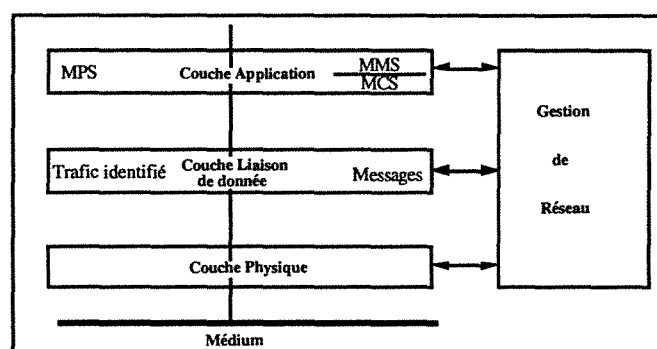 MPS Couche Application MMS
MCS
Gestion
de
Réseau
Trafic identifié Couche Liaison
de donnée Messages
Couche Physique
Médium